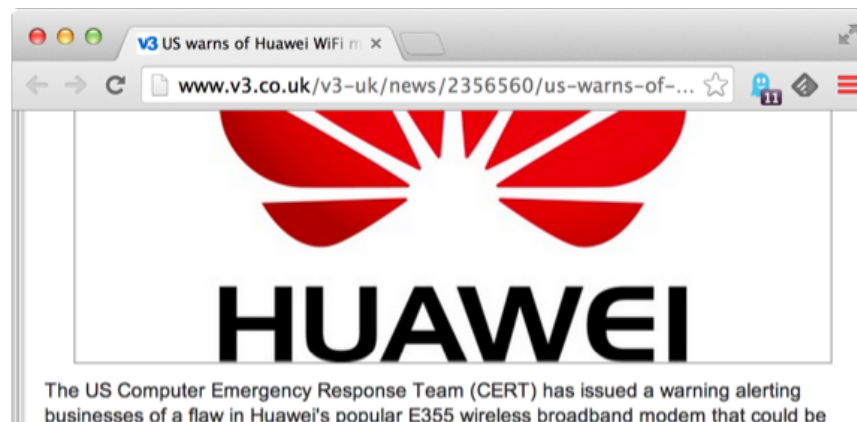 V3 US warns of Huawei WiFi m
www.v3.co.uk/v3-uk/news/2356560/us-warns-of-...
11
HUAWEI
The US Computer Emergency Response Team (CERT) has issued a warning alerting
businesses of a flaw in Huawei's popular E355 wireless broadband modem that could be